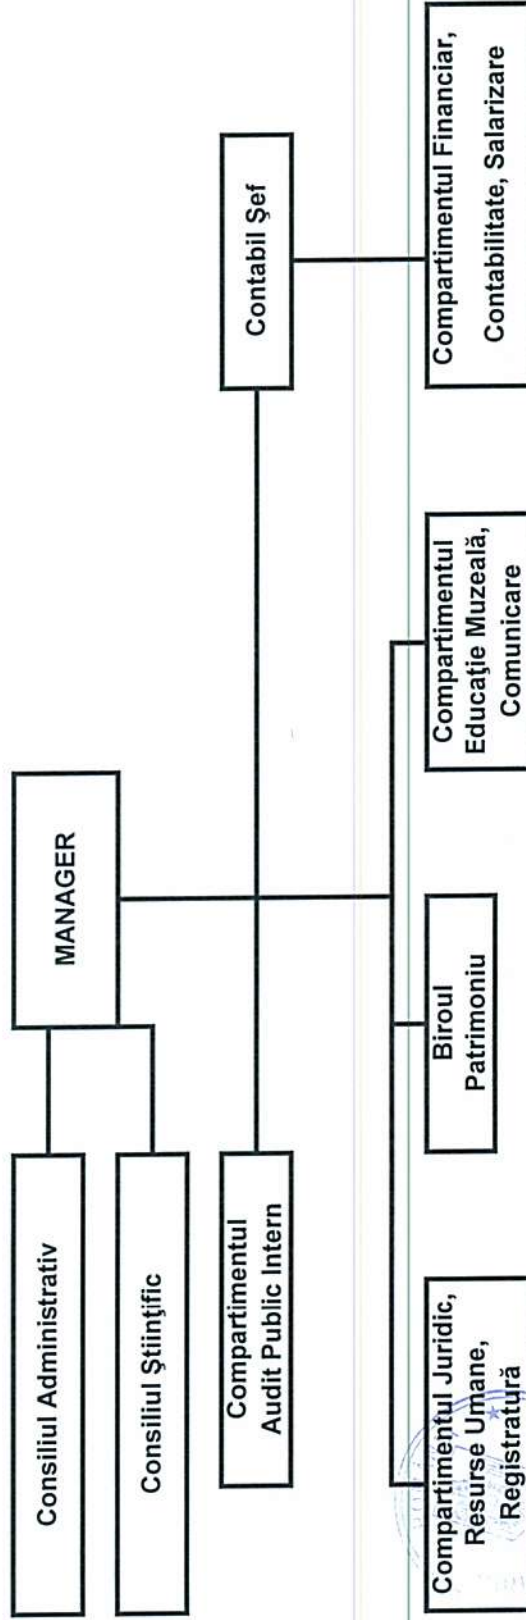 Consiliul Administrativ
MANAGER
Consiliul Ştiinţific
Compartimentul
Audit Public Intern
Contabil Şef
Compartimentul Juridic,
Resurse Umane,
Registratură
Biroul
Patrimoniu
Compartimentul
Educaţie Muzeală,
Comunicare
Compartimentul Financiar,
Contabilitate, Salarizare